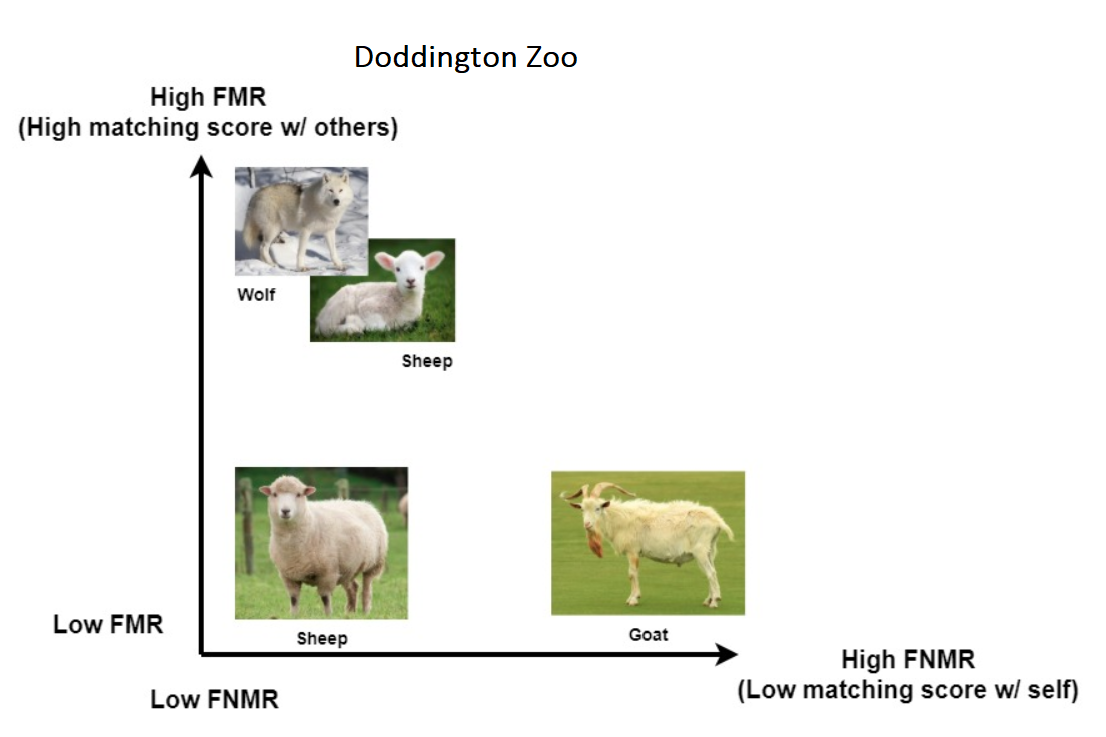 Doddington Zoo
High FMR
(High matching score w/ others)
Wolf
Sheep
Sheep
Goat
Low FMR
High FNMR
(Low matching score w/ self)
Low FNMR